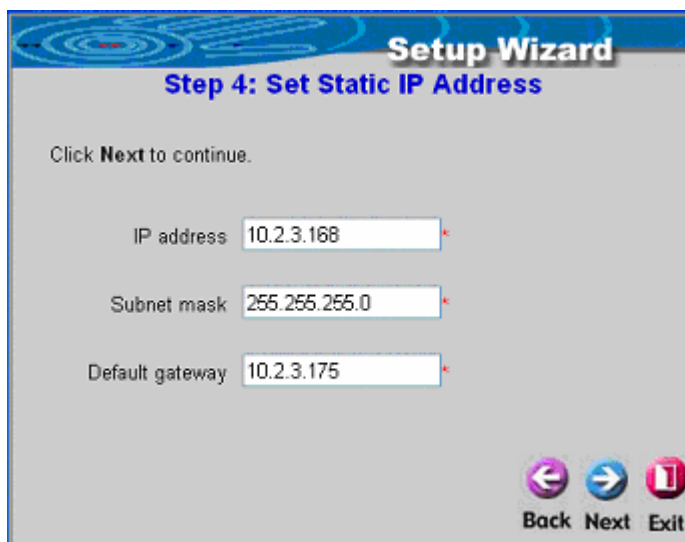 Setup Wizard
Step 4: Set Static IP Address
Click Next to continue.
IP address 10.2.3.168 *
Subnet mask 255.255.255.0 *
Default gateway 10.2.3.175 *
Back Next Exit